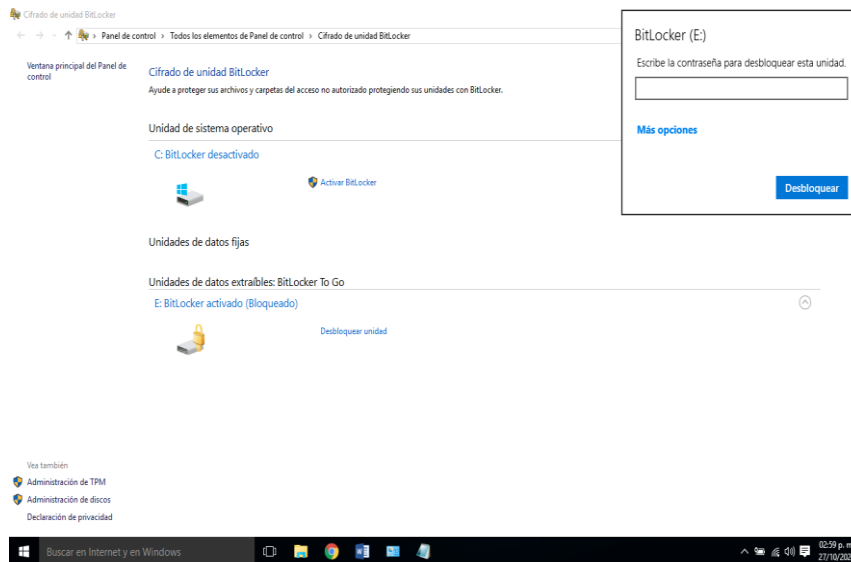 Cifrado de unidad BitLocker
Panel de control > Todos los elementos de Panel de control > Cifrado de unidad BitLocker
Ventana principal del Panel de
control
Cifrado de unidad BitLocker
Ayude a proteger sus archivos y carpetas del acceso no autorizado protegiendo sus unidades con BitLocker.
Unidad de sistema operativo
C: BitLocker desactivado
Activar BitLocker
Unidades de datos fijas
Unidades de datos extraíbles: BitLocker To Go
E: BitLocker activado (Bloqueado)
Desbloquear unidad
BitLocker (E:)
Escribe la contraseña para desbloquear esta unidad.
Más opciones
Desbloquear
Vea también
Administración de TPM
Administración de discos
Declaración de privacidad
Buscar en Internet y en Windows
02:59 p. m
27/10/202